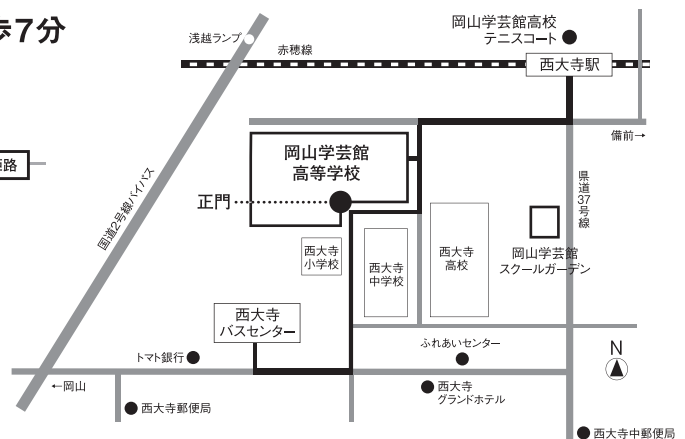 歩7分
路
浅越ランプ
赤穂線
岡山学芸館高校
テニスコート
西大寺駅
備前→
国道2号線バイパス
岡山学芸館
高等学校
正門
県道37号線
岡山学芸館
スクールガーデン
西大寺
小学校
西大寺
中学校
西大寺
高校
西大寺
バスセンター
トマト銀行
ふれあいセンター
N
←岡山
西大寺郵便局
西大寺
グランドホテル
西大寺中郵便局